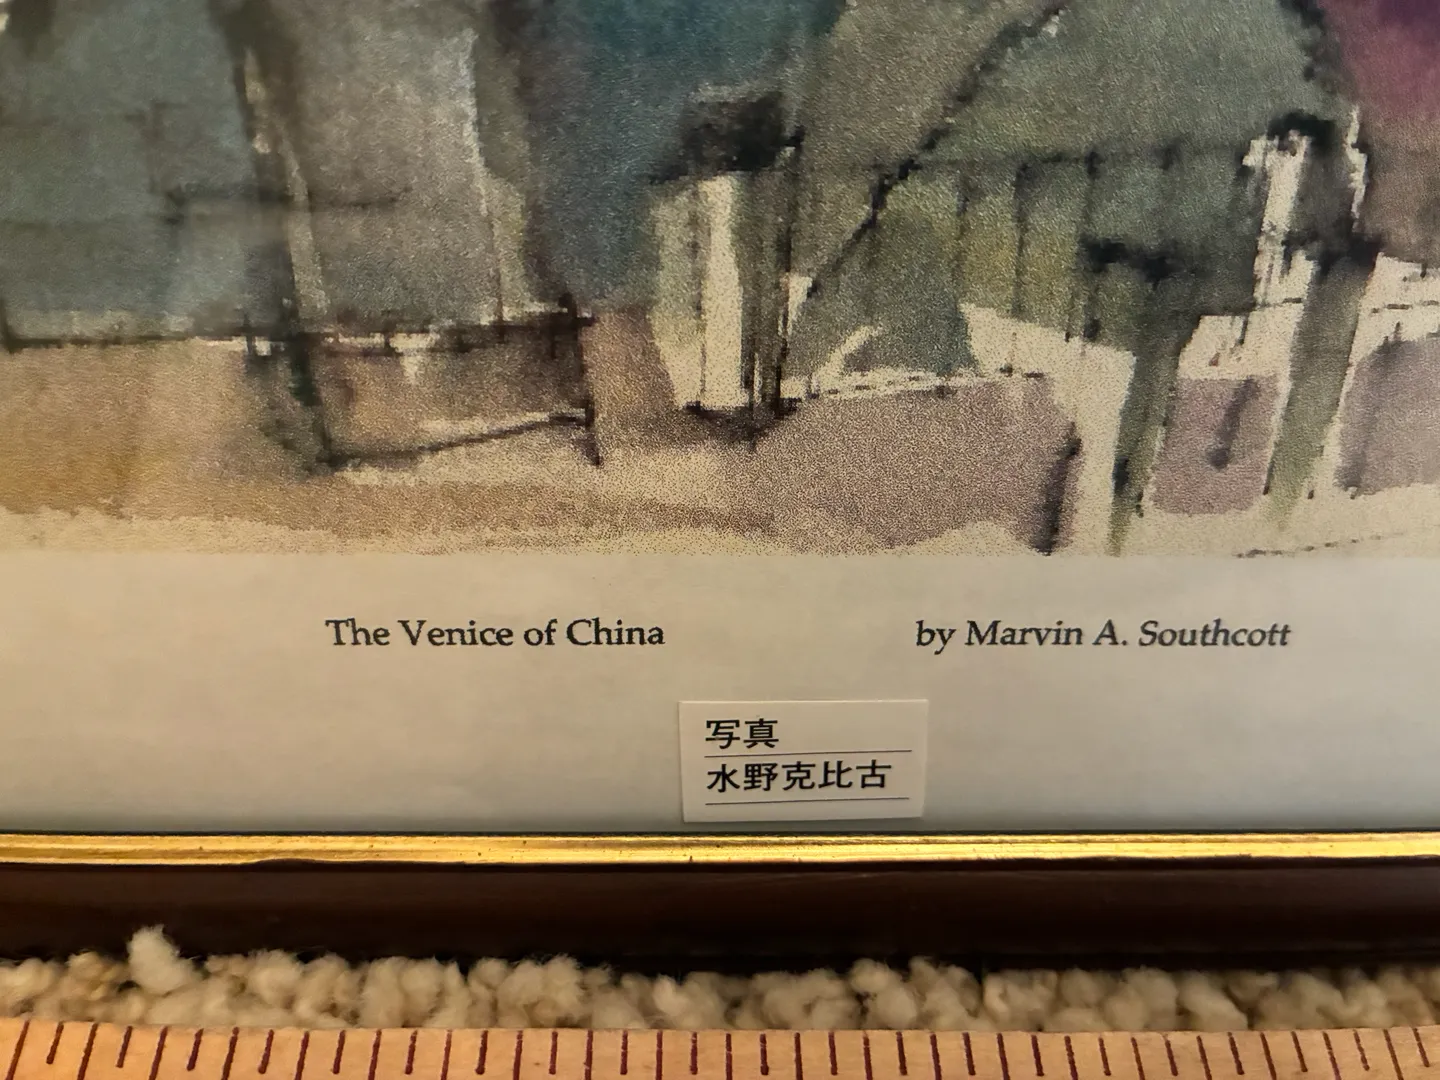 The Venice of China by Marvin A. Southcott
写真
水野克比古